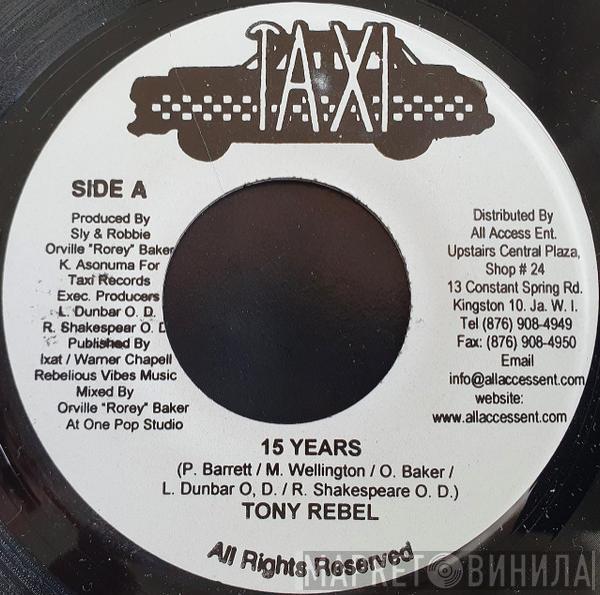 TAXI
SIDE A
Produced By
Sly & Robbie
Orville "Rorey" Baker
K. Asonuma For
Taxi Records
Exec. Producers
L. Dunbar O. D.
R. Shakespear O. D.
Published By
Ixat / Warner Chapell
Rebelious Vibes Music
Mixed By
Orville "Rorey" Baker
At One Pop Studio
Distributed By
All Access Ent.
Upstairs Central Plaza,
Shop # 24
13 Constant Spring Rd.
Kingston 10. Ja. W. I.
Tel (876) 908-4949
Fax: (876) 908-4950
Email
info@allaccessent.com
website:
www.allaccessent.com
15 YEARS
(P. Barrett / M. Wellington / O. Baker /
L. Dunbar O, D. / R. Shakespeare O. D.)
TONY REBEL
All Rights Reserved
МАРКЕТ ВИНИЛА